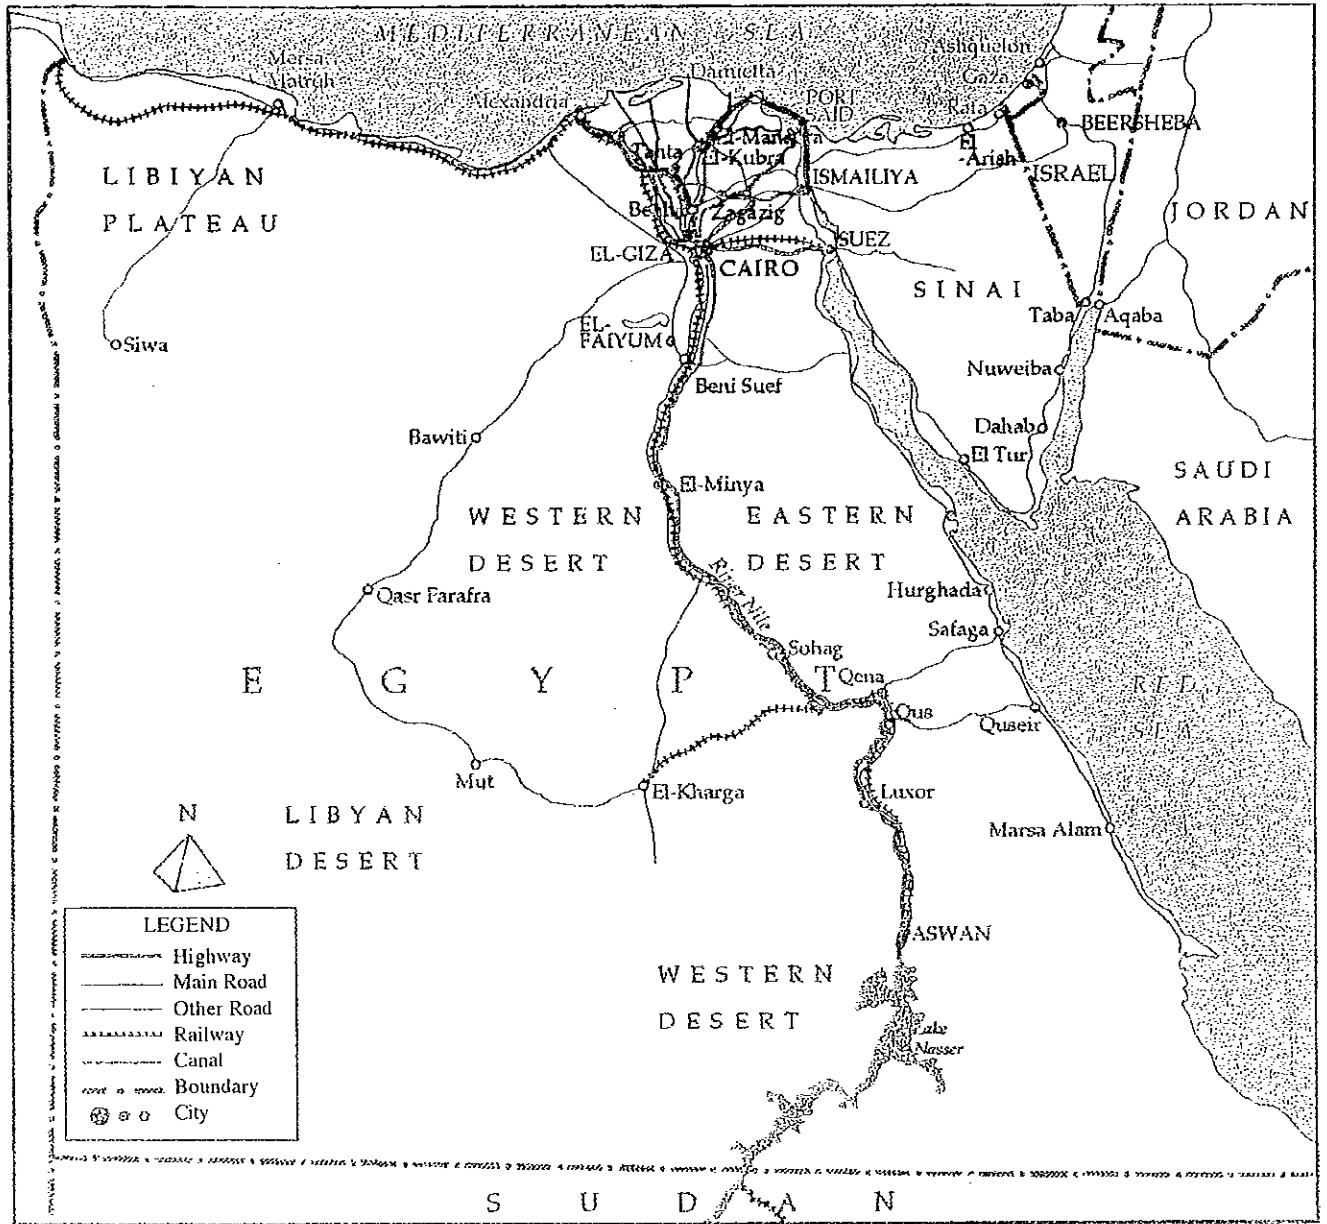 MEDITERRANEAN SEA
Mersa
Matruh
Alexandria
Damietta
PORT
SAID
Ashquelon
Gaza
Rafa
BEERSHEBA
El
-Arish
ISRAEL
Tanta
El-Kubra
ISMAILIYA
Zagazig
LIBIYAN
PLATEAU
JORDAN
EL-GIZA
CAIRO
SUEZ
SINAI
Taba
Aqaba
Siwa
EL-
FAIYUM
Beni Suef
Nuweiba
Dahab
El Tur
Bawiti
El-Minya
SAUDI
ARABIA
WESTERN
DESERT
EASTERN
DESERT
River Nile
Qasr Farafra
Hurghada
Safaga
Sohag
EGYPT
Qena
Qus
Quseir
RED
SEA
Mut
El-Kharga
Luxor
Marsa Alam
N
LIBYAN
DESERT
ASWAN
WESTERN
DESERT
Lake
Nasser
LEGEND
Highway
Main Road
Other Road
Railway
Canal
Boundary
City
SUDAN